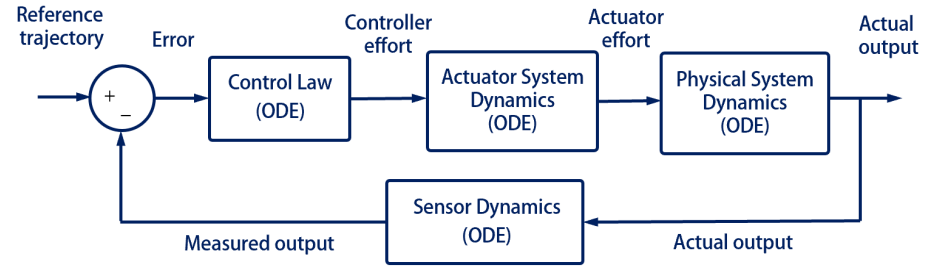 Reference
trajectory
Error
Controller
effort
Actuator
effort
Actual
output
+
−
Control Law
(ODE)
Actuator System
Dynamics
(ODE)
Physical System
Dynamics
(ODE)
Sensor Dynamics
(ODE)
Measured output
Actual output